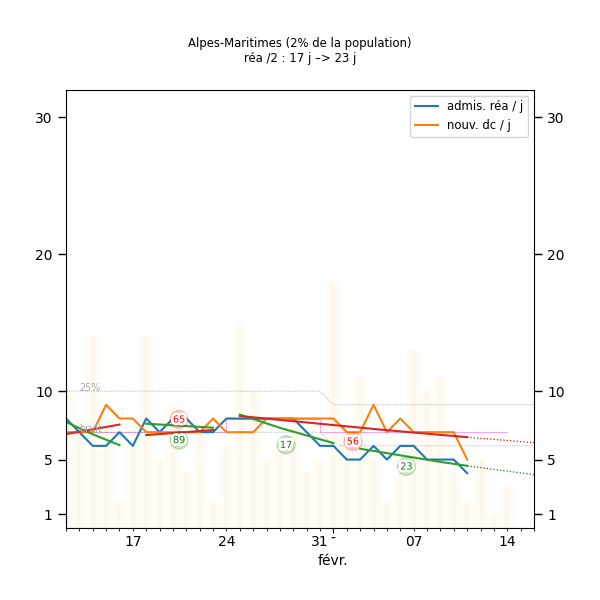 Alpes-Maritimes (2% de la population)
réa /2 : 17 j –> 23 j
admis. réa / j
nouv. dc / j
30 30
20 20
25%
10 10
65
89
17
56
23
5 5
1 1
17 24 31 07 14
févr.